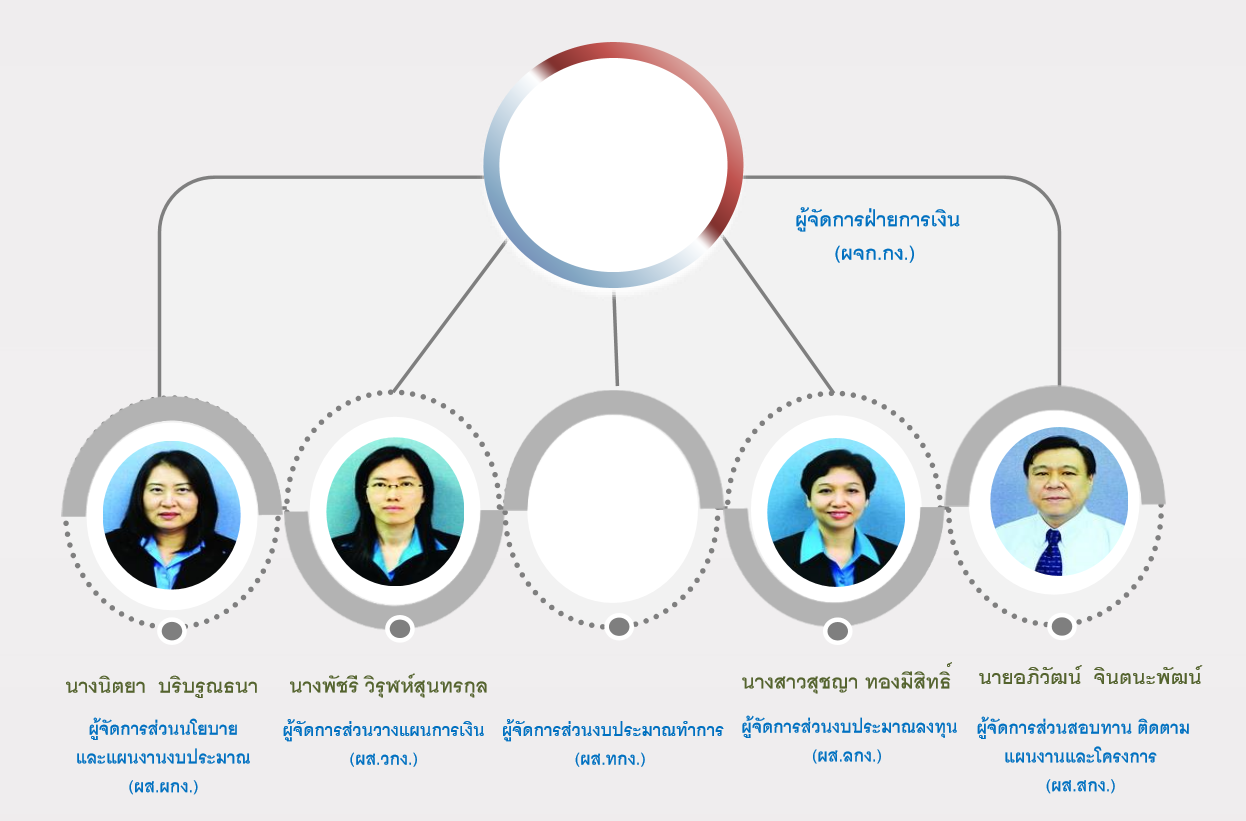 ผู้จัดการฝ่ายการเงิน
(ผจก.กง.)
นางนิตยา บริบูรณธนา
ผู้จัดการส่วนนโยบาย
และแผนงานงบประมาณ
(ผส.ผกง.)
นางพัชรี วิรุฬห์สุนทรกุล
ผู้จัดการส่วนวางแผนการเงิน
(ผส.วกง.)
ผู้จัดการส่วนงบประมาณทำการ
(ผส.ทกง.)
นางสาวสุชญา ทองมีสิทธิ์
ผู้จัดการส่วนงบประมาณลงทุน
(ผส.ลกง.)
นายอภิวัฒน์ จินตนะพัฒน์
ผู้จัดการส่วนสอบทาน ติดตาม
แผนงานและโครงการ
(ผส.สกง.)